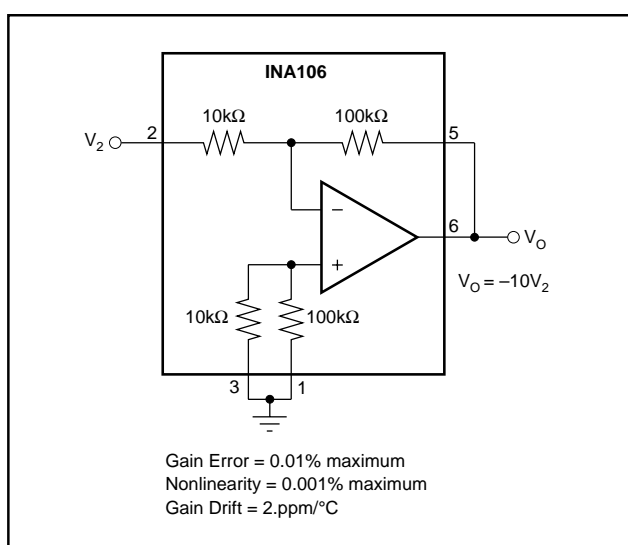 INA106
10kΩ 100kΩ
V2 2 5
6 VO
– +
VO = –10V2
10kΩ 100kΩ
3 1
Gain Error = 0.01% maximum
Nonlinearity = 0.001% maximum
Gain Drift = 2.ppm/°C